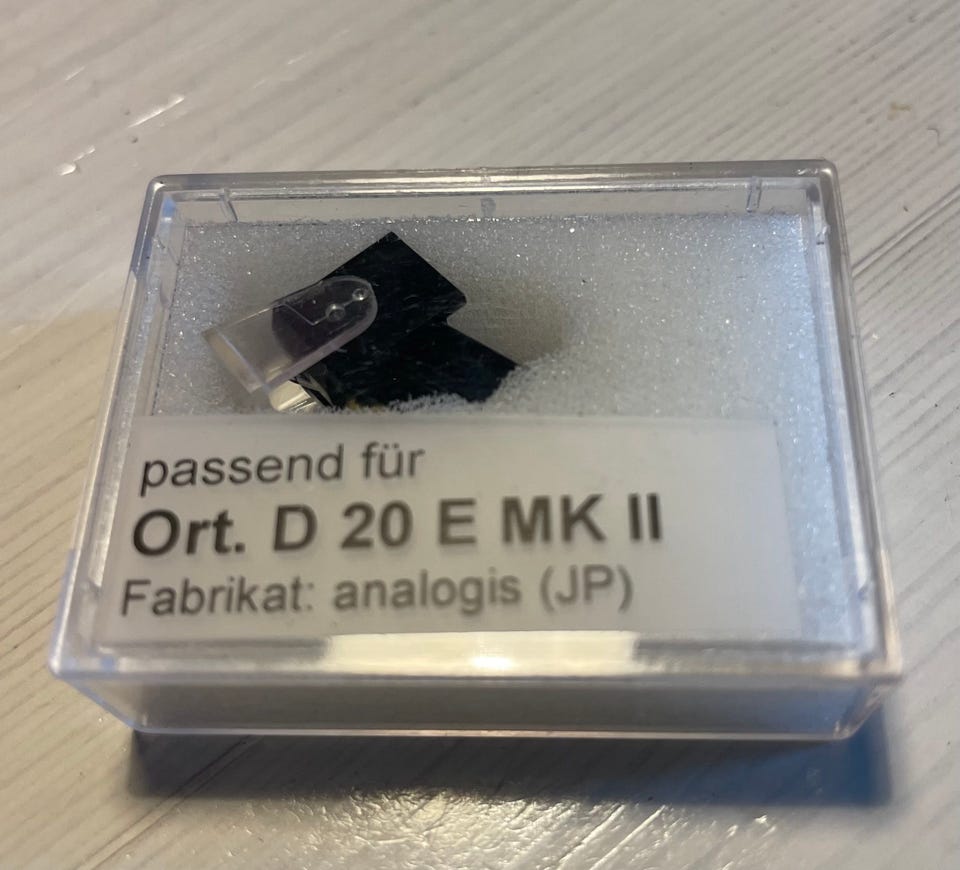 passend für
Ort. D 20 E MK II
Fabrikat: analogis (JP)